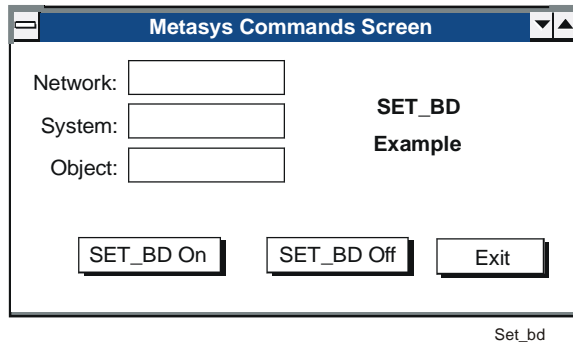 Metasys Commands Screen
Network:
System:
Object:
SET_BD
Example
SET_BD On
SET_BD Off
Exit
Set_bd